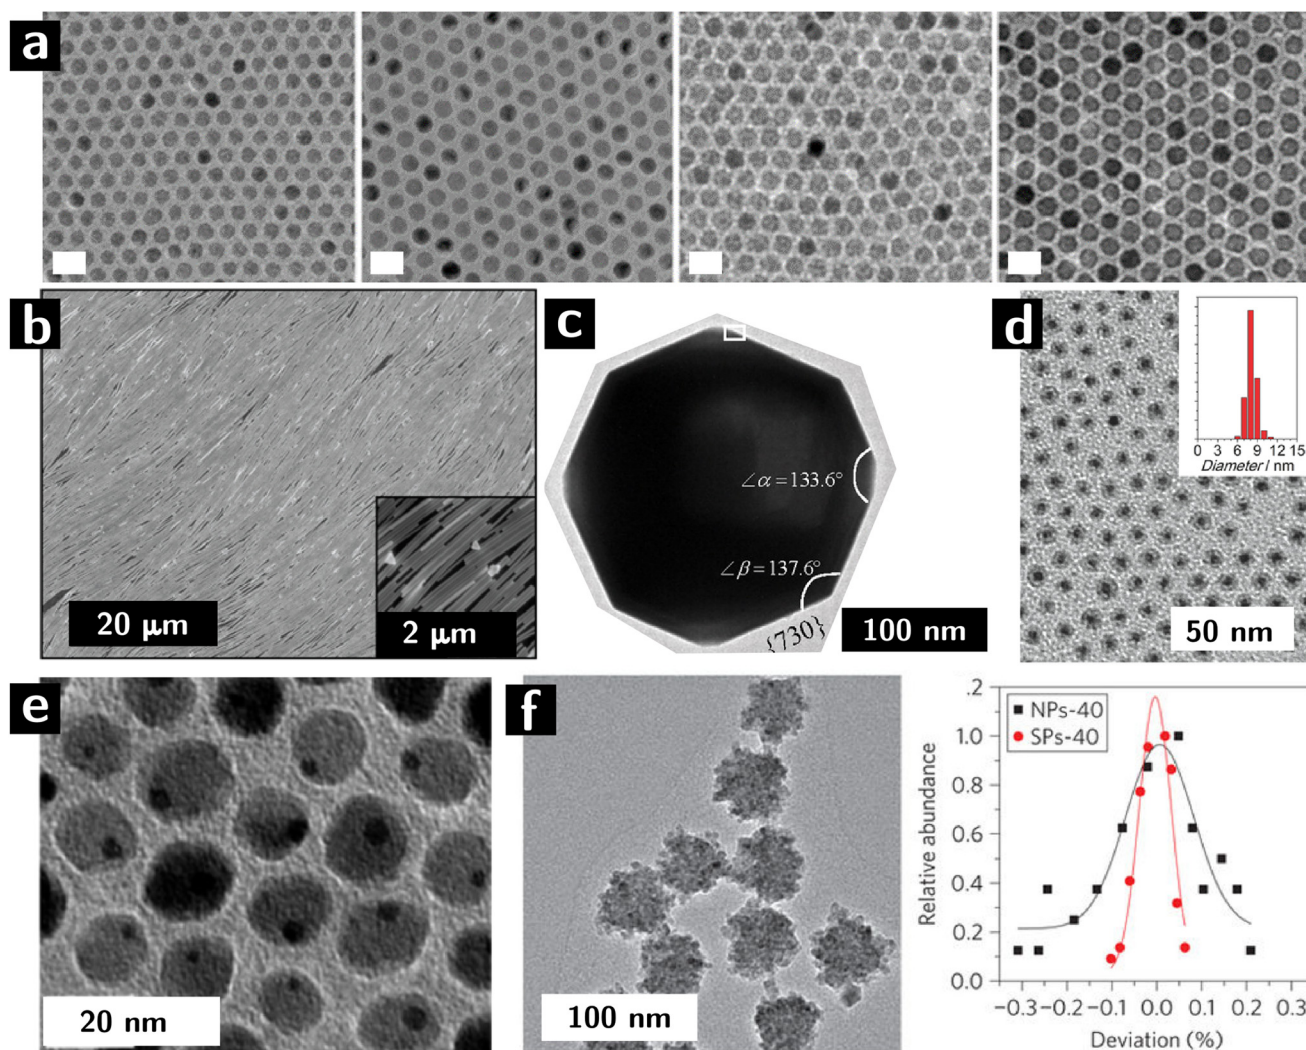 a
b
20 μm
2 μm
c
∠α=133.6°
∠β=137.6°
{730}
100 nm
d
0 3 6 9 12 15
Diameter / nm
50 nm
e
20 nm
f
100 nm
.2
1.0
0.8
0.6
0.4
0.2
0.0
Relative abundance
NPs-40
SPs-40
−0.3 −0.2 −0.1 0.0 0.1 0.2 0.3
Deviation (%)